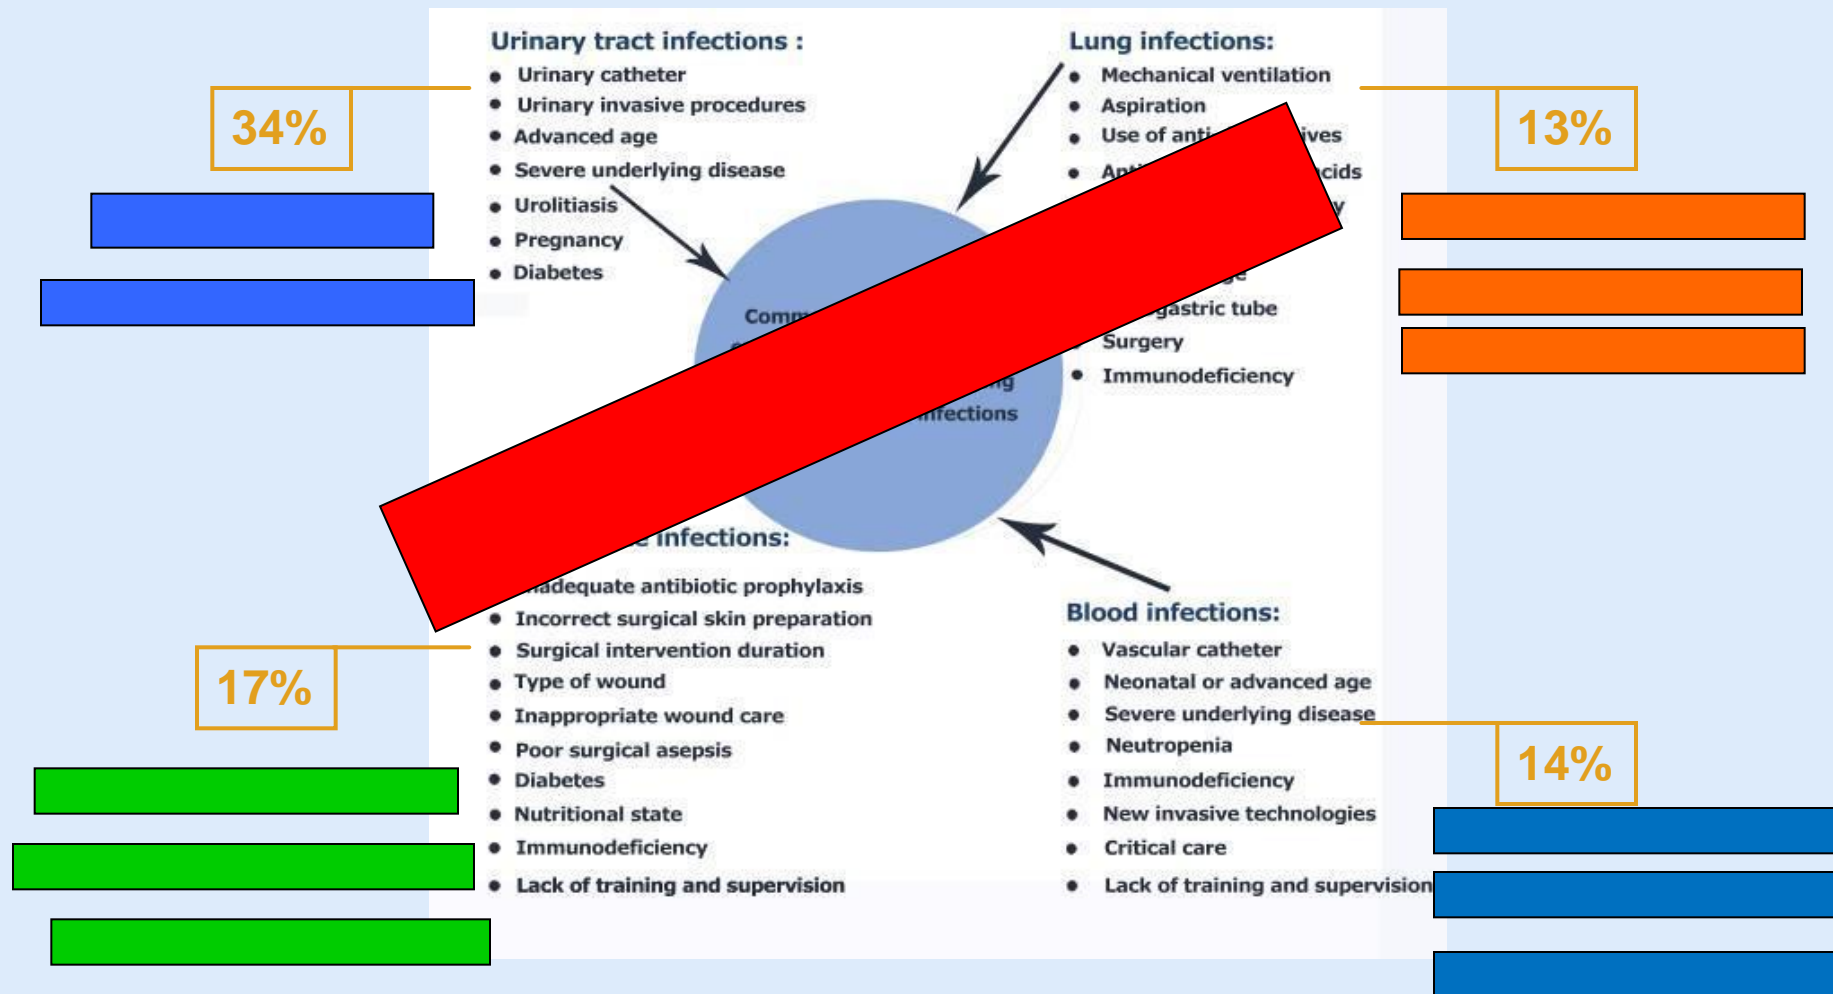 Urinary tract infections :
● Urinary catheter
● Urinary invasive procedures
● Advanced age
● Severe underlying disease
● Urolitiasis
● Pregnancy
● Diabetes
34%
Lung infections:
● Mechanical ventilation
● Aspiration
● Use of
●
tube
Surgery
● Immunodeficiency
13%
infections
infections:
antibiotic prophylaxis
● Incorrect surgical skin preparation
● Surgical intervention duration
● Type of wound
● Inappropriate wound care
● Poor surgical asepsis
● Diabetes
● Nutritional state
● Immunodeficiency
● Lack of training and supervision
17%
Blood infections:
● Vascular catheter
● Neonatal or advanced age
● Severe underlying disease
● Neutropenia
● Immunodeficiency
● New invasive technologies
● Critical care
● Lack of training and supervision
14%